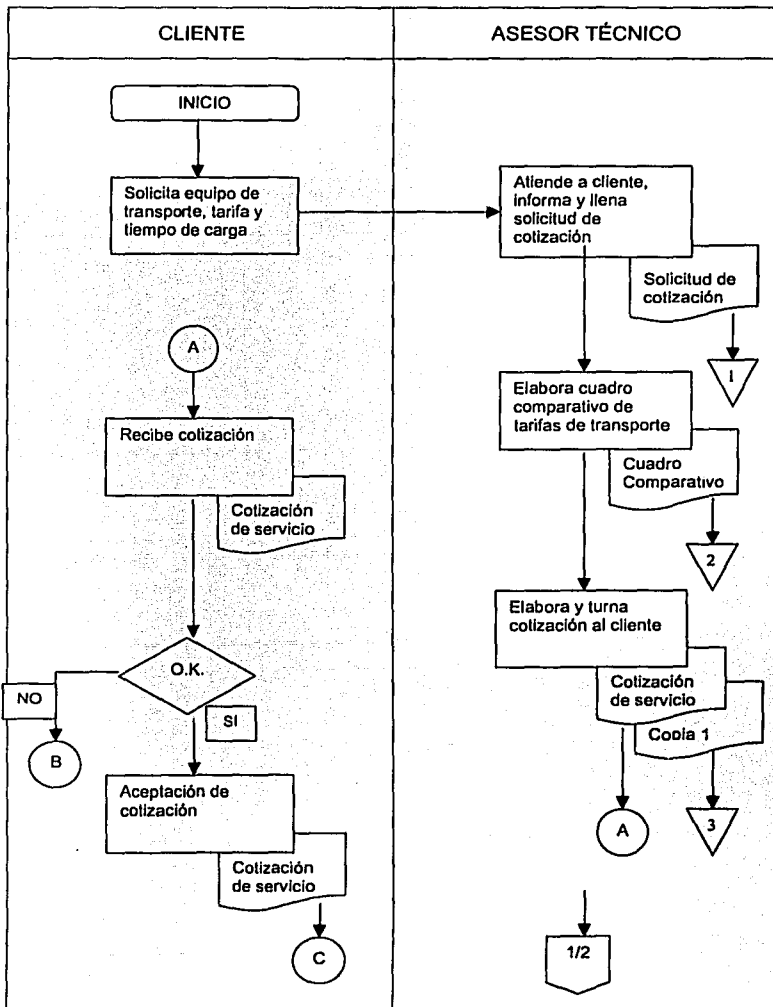 CLIENTE
ASESOR TÉCNICO
INICIO
Solicita equipo de
transporte, tarifa y
tiempo de carga
Atiende a cliente,
informa y llena
solicitud de
cotización
Solicitud de
cotización
1
A
Recibe cotización
Cotización
de servicio
Elabora cuadro
comparativo de
tarifas de transporte
Cuadro
Comparativo
2
Elabora y turna
cotización al cliente
Cotización
de servicio
Copia 1
A
3
O.K.
NO
SI
B
Aceptación de
cotización
Cotización
de servicio
C
1/2